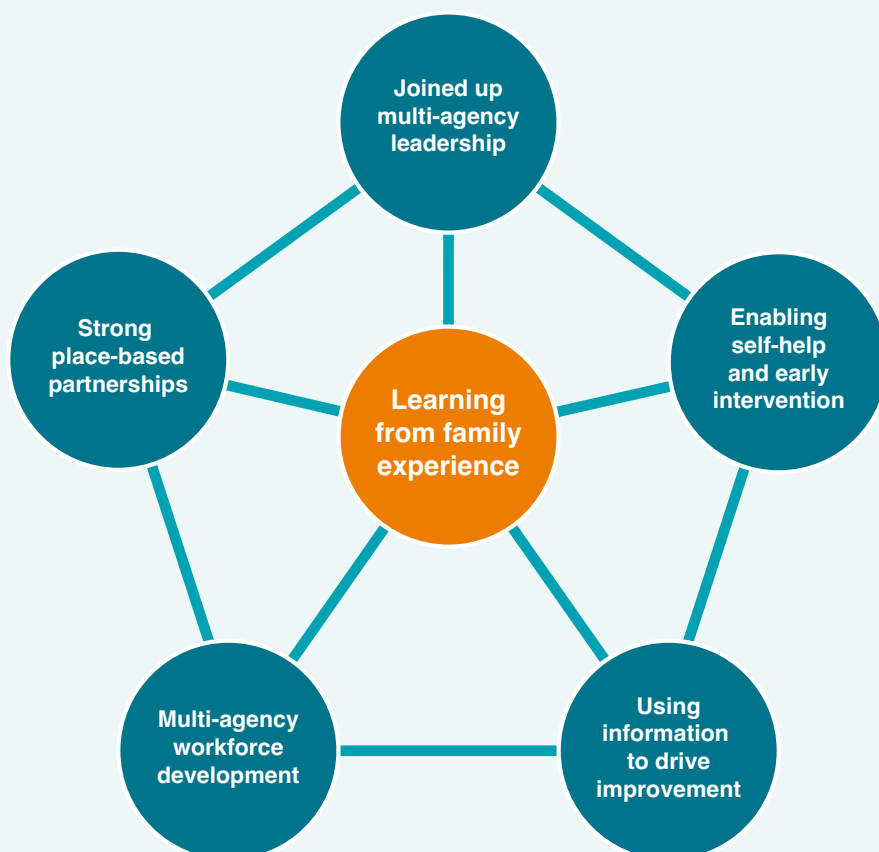 Joined up
multi-agency
leadership
Strong
place-based
partnerships
Enabling
self-help
and early
intervention
Learning
from family
experience
Multi-agency
workforce
development
Using
information
to drive
improvement